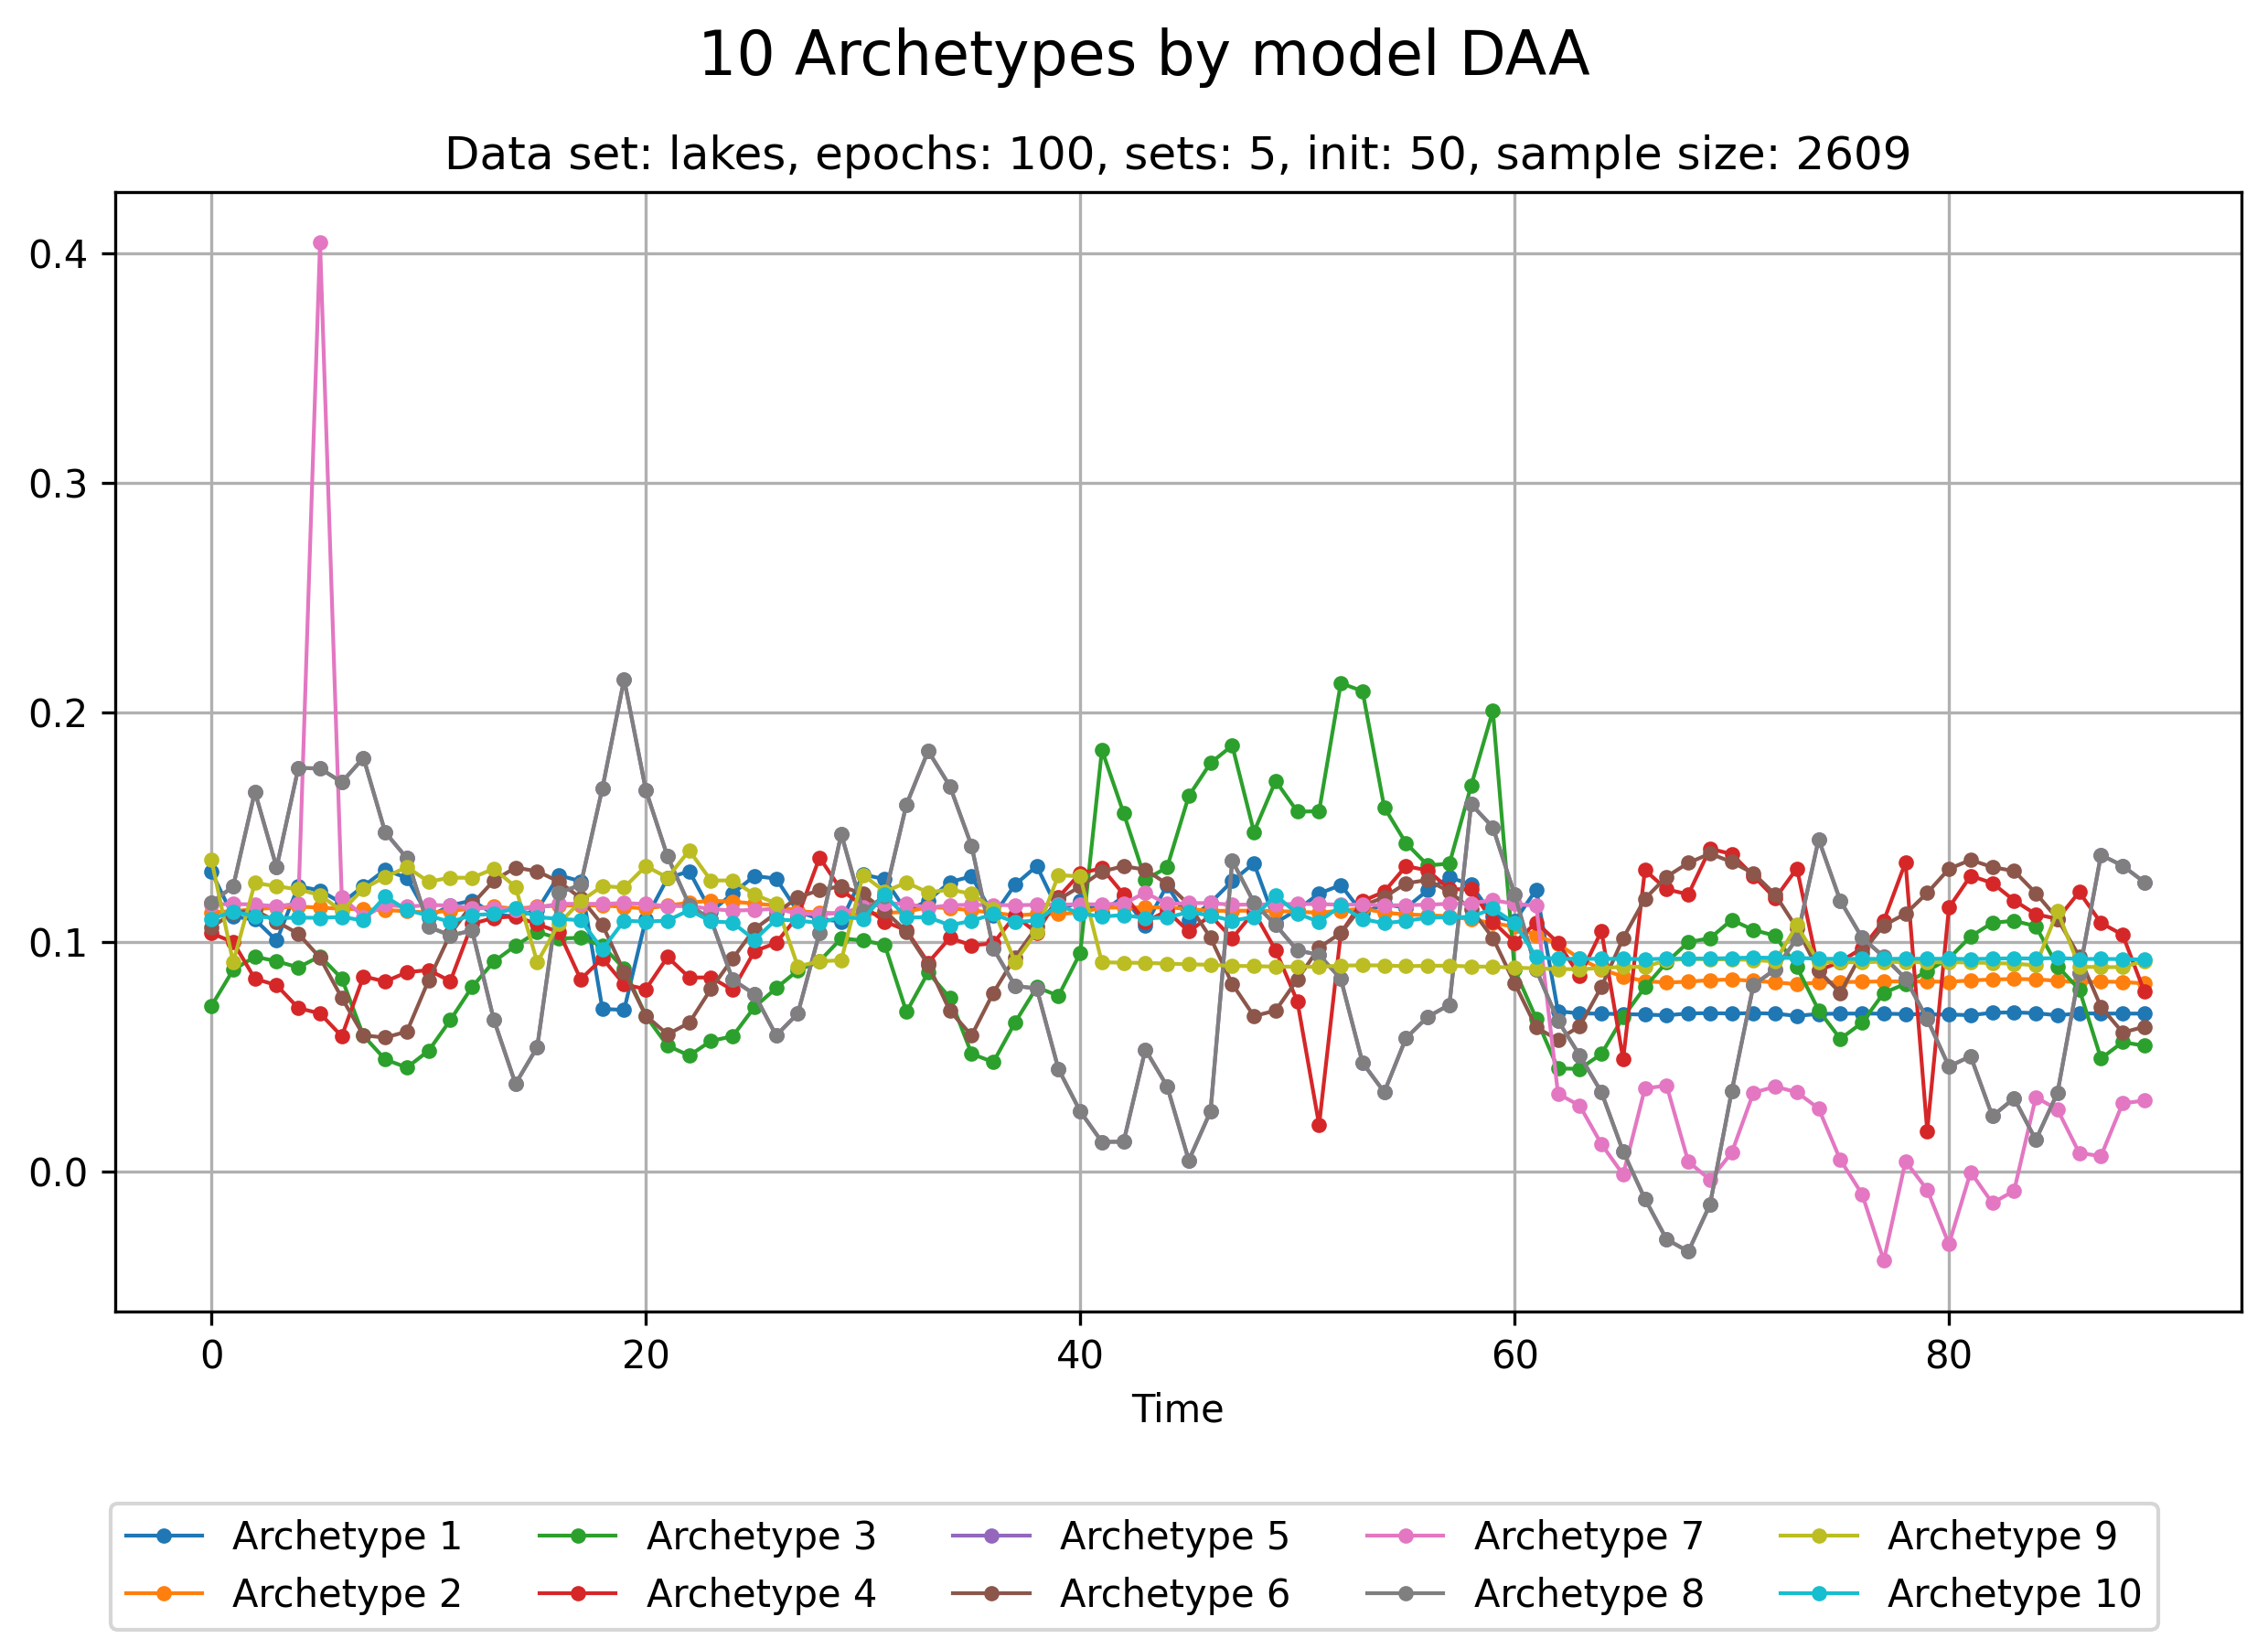 10 Archetypes by model DAA
Data set: lakes, epochs: 100, sets: 5, init: 50, sample size: 2609
0.4
0.3
0.2
0.1
0.0
0 20 40 60 80
Time
Archetype 1 Archetype 3 Archetype 5 Archetype 7 Archetype 9
Archetype 2 Archetype 4 Archetype 6 Archetype 8 Archetype 10